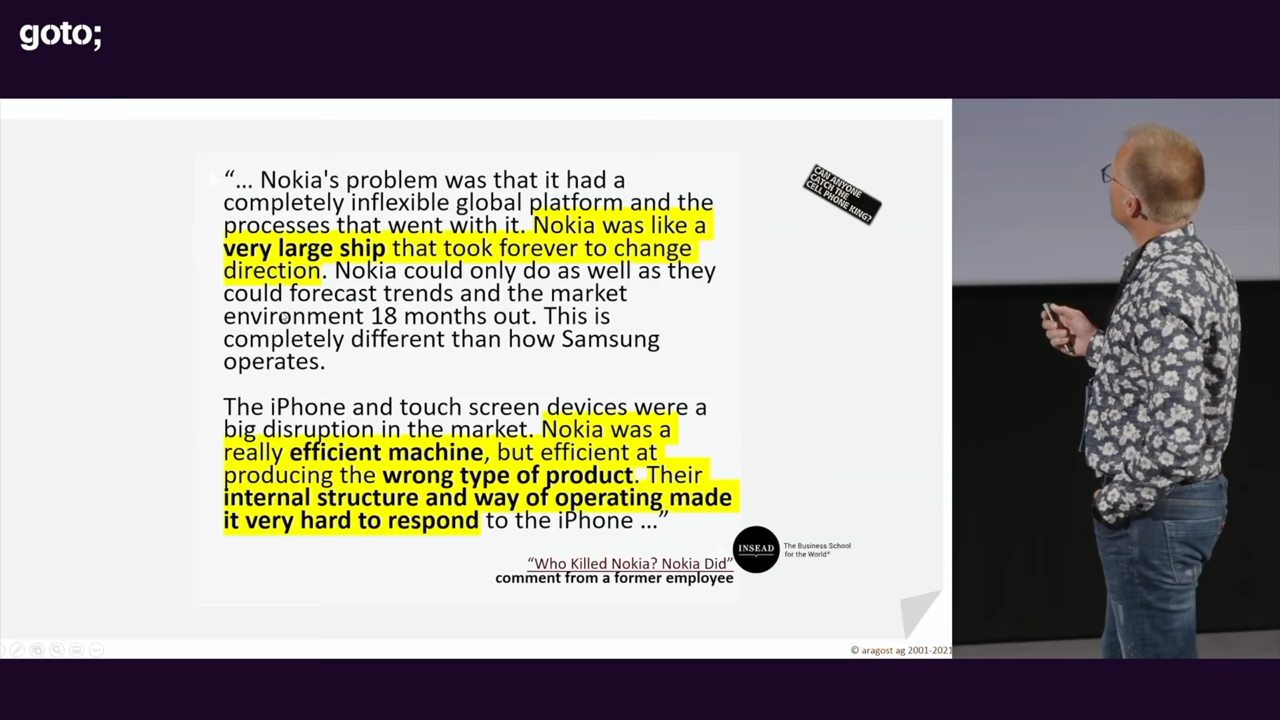 goto;
“... Nokia's problem was that it had a
completely inflexible global platform and the
processes that went with it. Nokia was like a
very large ship that took forever to change
direction. Nokia could only do as well as they
could forecast trends and the market
environment 18 months out. This is
completely different than how Samsung
operates.
The iPhone and touch screen devices were a
big disruption in the market. Nokia was a
really efficient machine, but efficient at
producing the wrong type of product. Their
internal structure and way of operating made
it very hard to respond to the iPhone ...”
“Who Killed Nokia? Nokia Did”
comment from a former employee
CAN ANYONE
CATCH THE
CELL PHONE KING?
INSEAD
The Business School
for the World®
© aragost ag 2001-2021